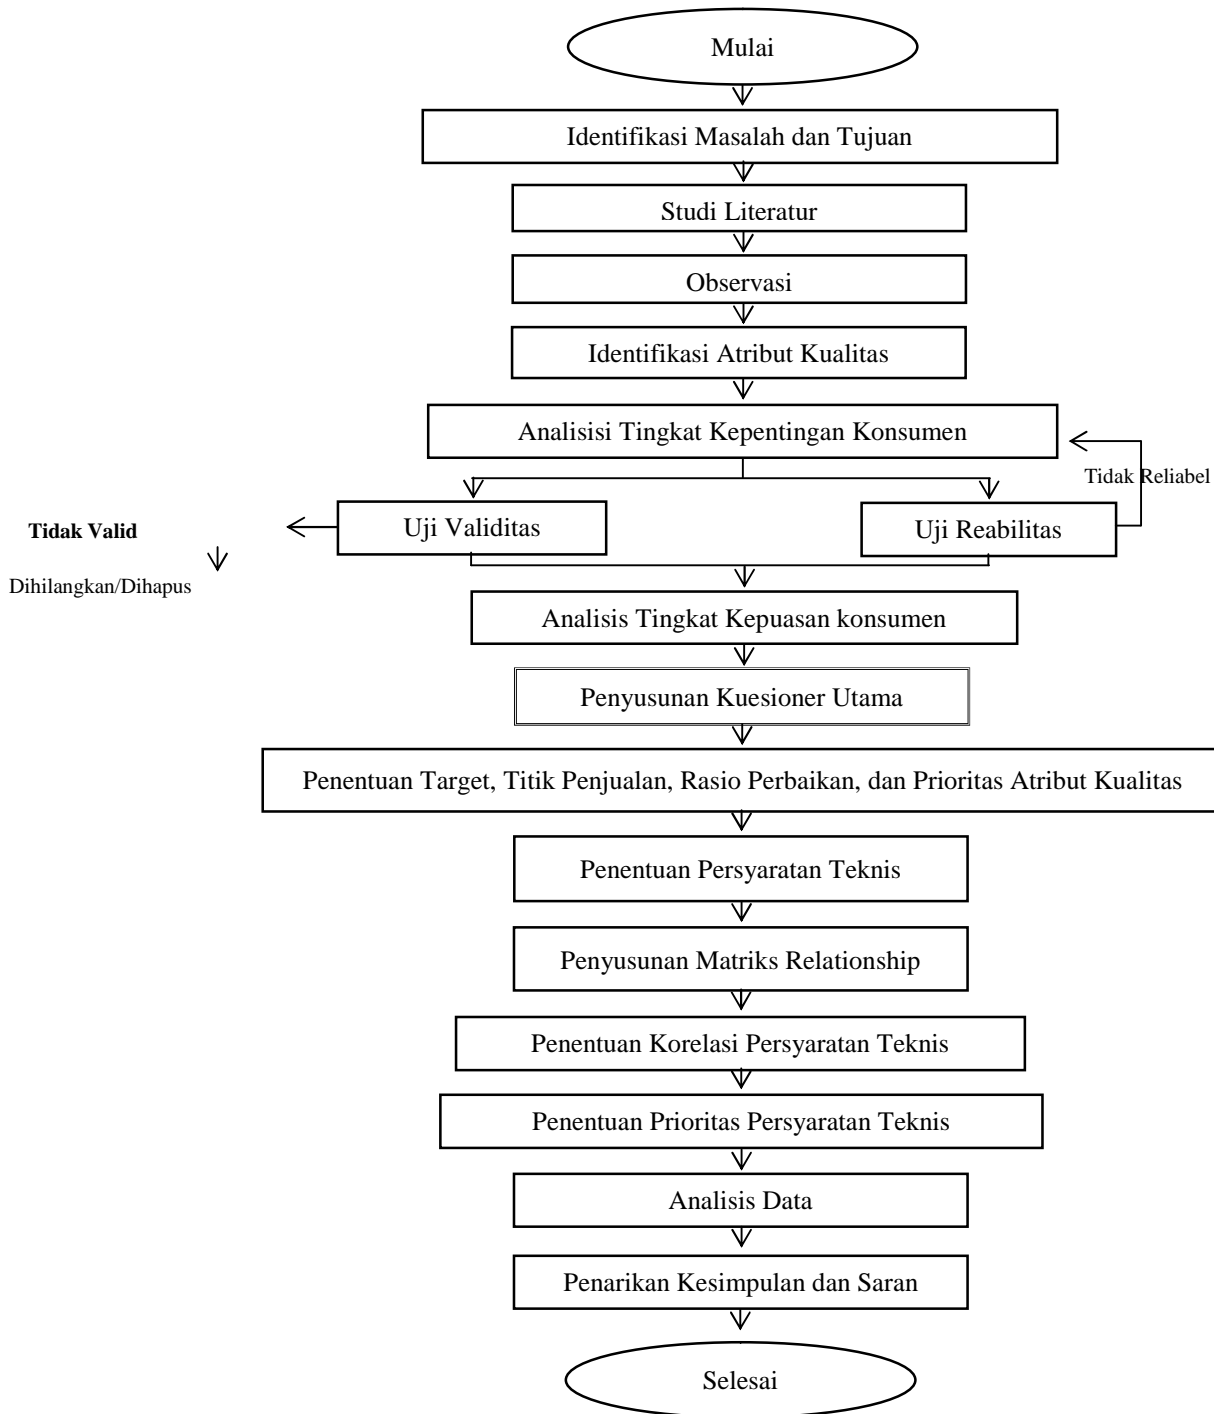 Mulai
Identifikasi Masalah dan Tujuan
Studi Literatur
Observasi
Identifikasi Atribut Kualitas
Analisisi Tingkat Kepentingan Konsumen
Tidak Reliabel
Uji Validitas
Uji Reabilitas
Tidak Valid
Dihilangkan/Dihapus
Analisis Tingkat Kepuasan konsumen
Penyusunan Kuesioner Utama
Penentuan Target, Titik Penjualan, Rasio Perbaikan, dan Prioritas Atribut Kualitas
Penentuan Persyaratan Teknis
Penyusunan Matriks Relationship
Penentuan Korelasi Persyaratan Teknis
Penentuan Prioritas Persyaratan Teknis
Analisis Data
Penarikan Kesimpulan dan Saran
Selesai